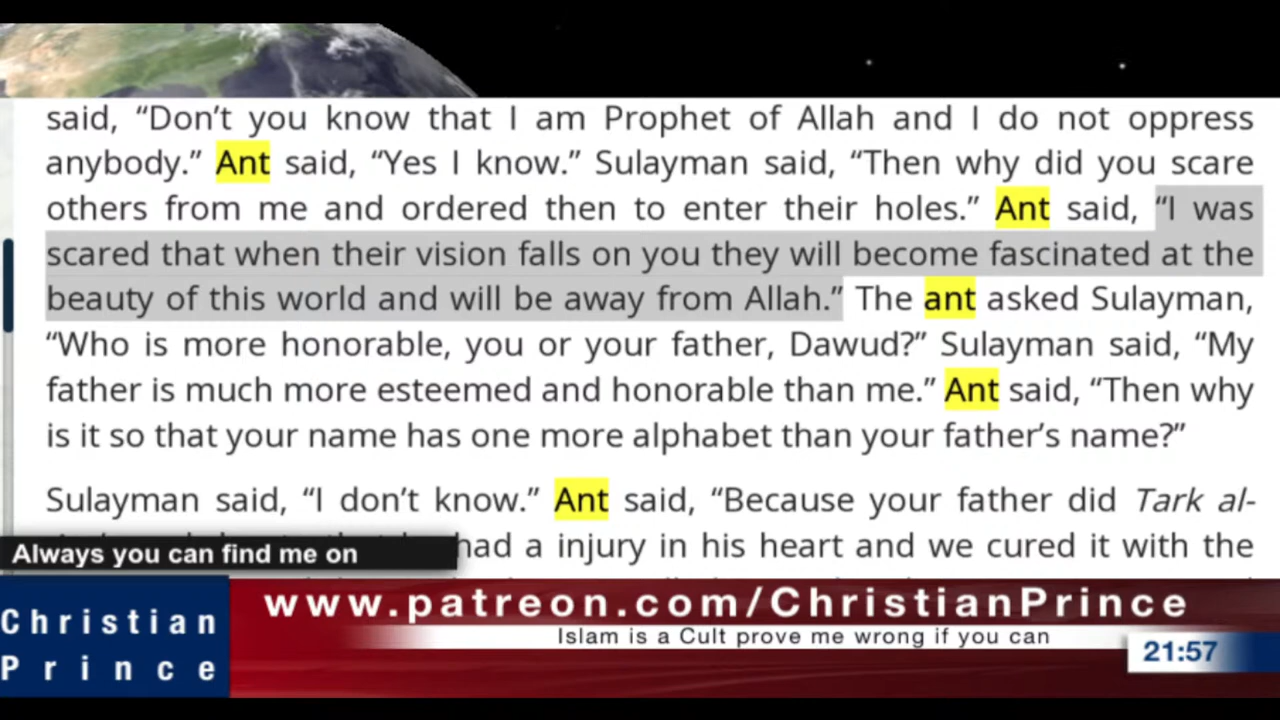 said, “Don’t you know that I am Prophet of Allah and I do not oppress
anybody.” Ant said, “Yes I know.” Sulayman said, “Then why did you scare
others from me and ordered then to enter their holes.” Ant said, “I was
scared that when their vision falls on you they will become fascinated at the
beauty of this world and will be away from Allah.” The ant asked Sulayman,
“Who is more honorable, you or your father, Dawud?” Sulayman said, “My
father is much more esteemed and honorable than me.” Ant said, “Then why
is it so that your name has one more alphabet than your father’s name?”
Sulayman said, “I don’t know.” Ant said, “Because your father did Tark al-
had a injury in his heart and we cured it with the
Always you can find me on
www.patreon.com/ChristianPrince
Islam is a Cult prove me wrong if you can
Christian
Prince
21:57